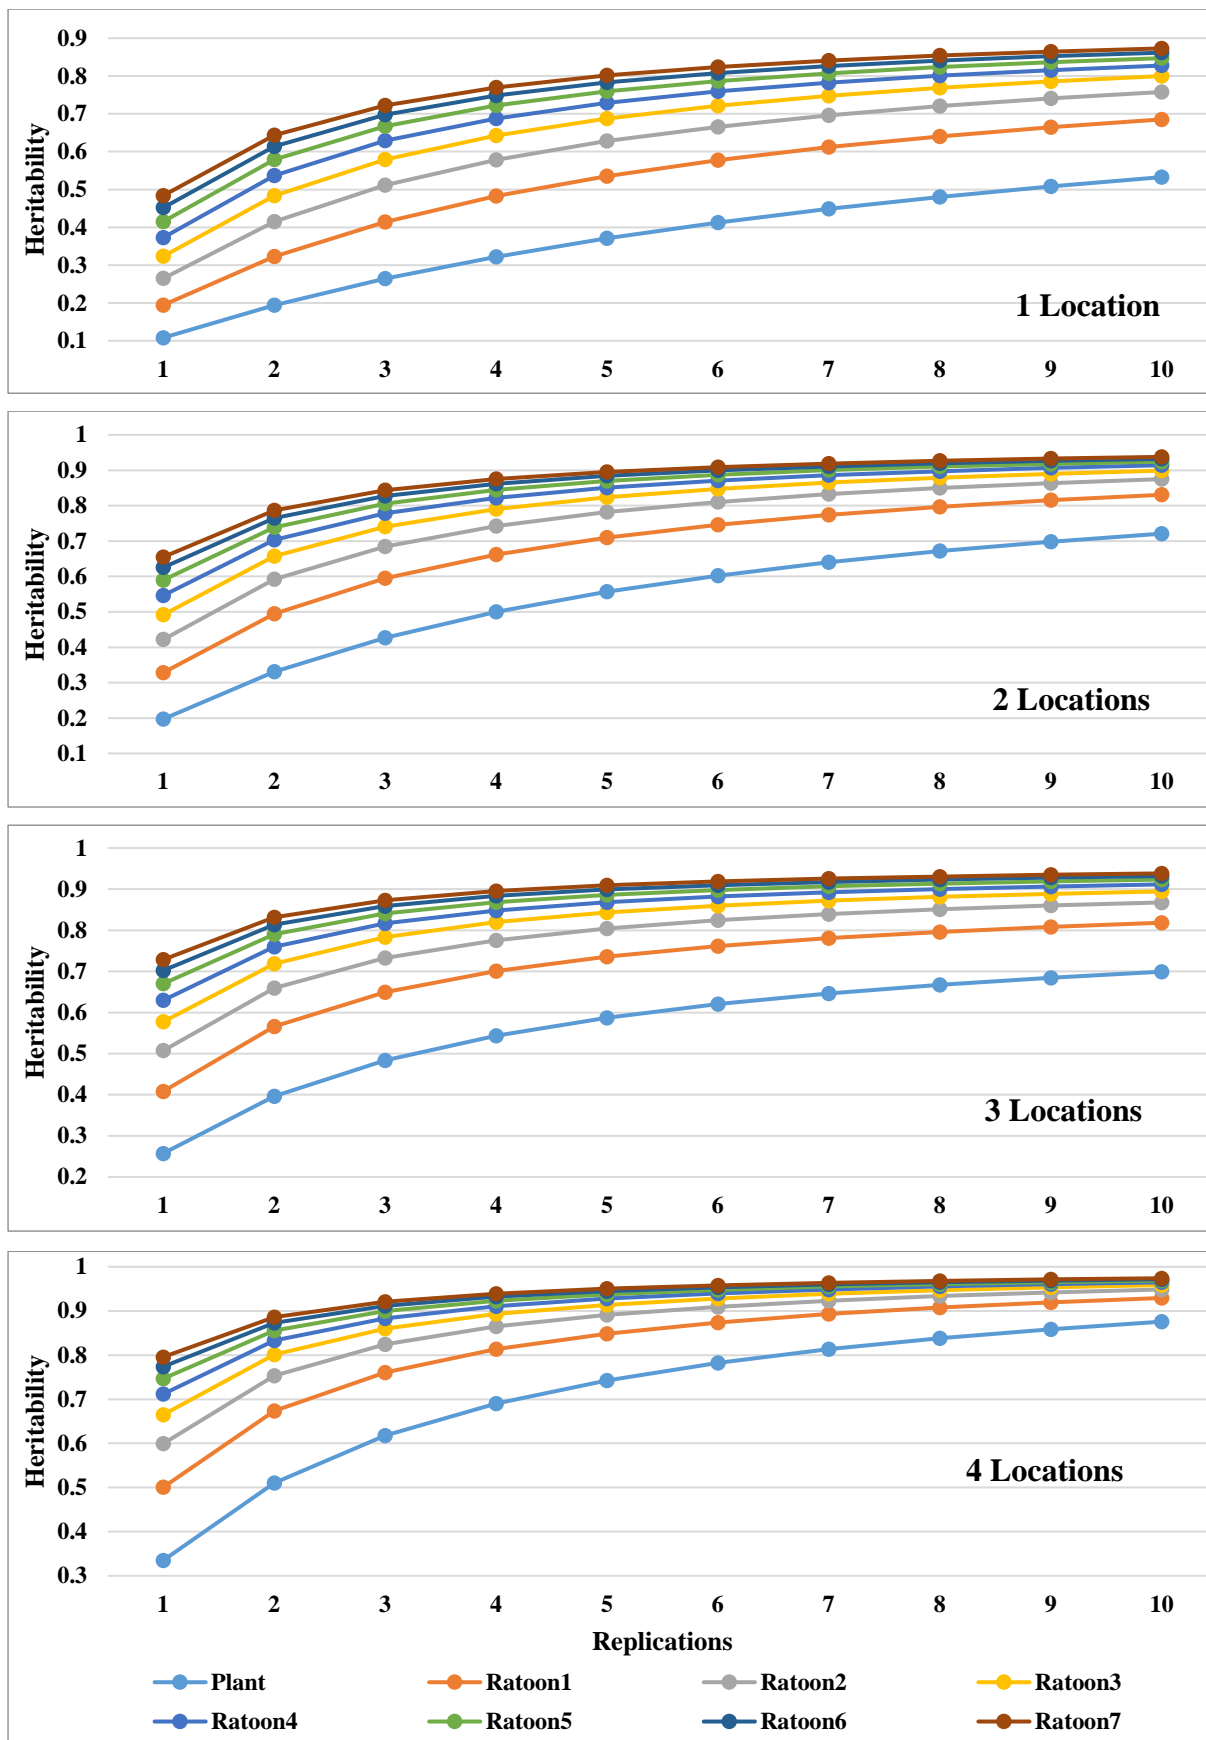 0.9
0.8
0.7
0.6
0.5
0.4
0.3
0.2
0.1
Heritability
1 Location
1 2 3 4 5 6 7 8 9 10
1
0.9
0.8
0.7
0.6
0.5
0.4
0.3
0.2
0.1
Heritability
2 Locations
1 2 3 4 5 6 7 8 9 10
1
0.9
0.8
0.7
0.6
0.5
0.4
0.3
0.2
Heritability
3 Locations
1 2 3 4 5 6 7 8 9 10
1
0.9
0.8
0.7
0.6
0.5
0.4
0.3
Heritability
4 Locations
1 2 3 4 5 6 7 8 9 10
Replications
Plant Ratoon1 Ratoon2 Ratoon3
Ratoon4 Ratoon5 Ratoon6 Ratoon7